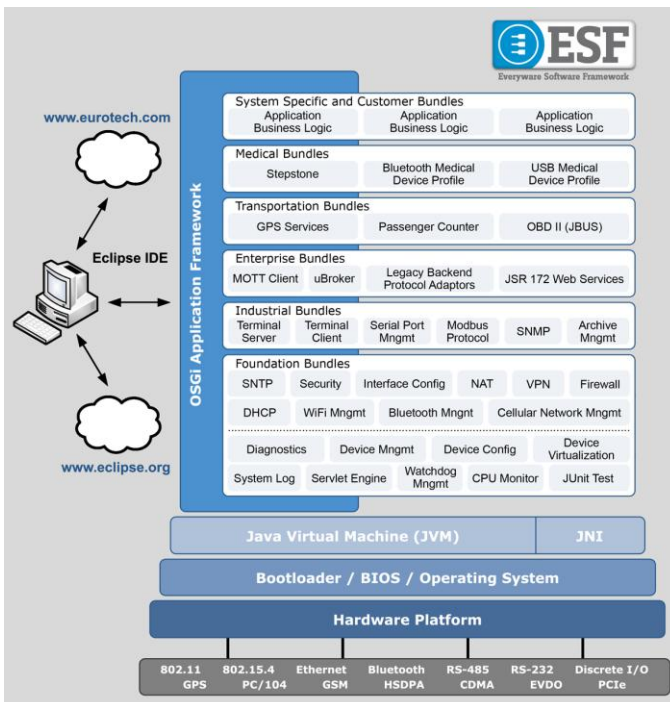 ESF
Everyware Software Framework
www.eurotech.com
Eclipse IDE
www.eclipse.org
OSGi Application Framework
System Specific and Customer Bundles
Application Business Logic
Application Business Logic
Application Business Logic
Medical Bundles
Stepstone
Bluetooth Medical Device Profile
USB Medical Device Profile
Transportation Bundles
GPS Services
Passenger Counter
OBD II (JBUS)
Enterprise Bundles
MOTT Client
uBroker
Legacy Backend Protocol Adaptors
JSR 172 Web Services
Industrial Bundles
Terminal Server
Terminal Client
Serial Port Mngmt
Modbus Protocol
SNMP
Archive Mngmt
Foundation Bundles
SNTP
Security
Interface Config
NAT
VPN
Firewall
DHCP
WiFi Mngmt
Bluetooth Mngnt
Cellular Network Mngmt
Diagnostics
Device Mngmt
Device Config
Device Virtualization
System Log
Servlet Engine
Watchdog Mngmt
CPU Monitor
JUnit Test
Java Virtual Machine (JVM)
JNI
Bootloader / BIOS / Operating System
Hardware Platform
802.11 802.15.4 Ethernet Bluetooth RS-485 RS-232 Discrete I/O
GPS PC/104 GSM HSDPA CDMA EVDO PCIe